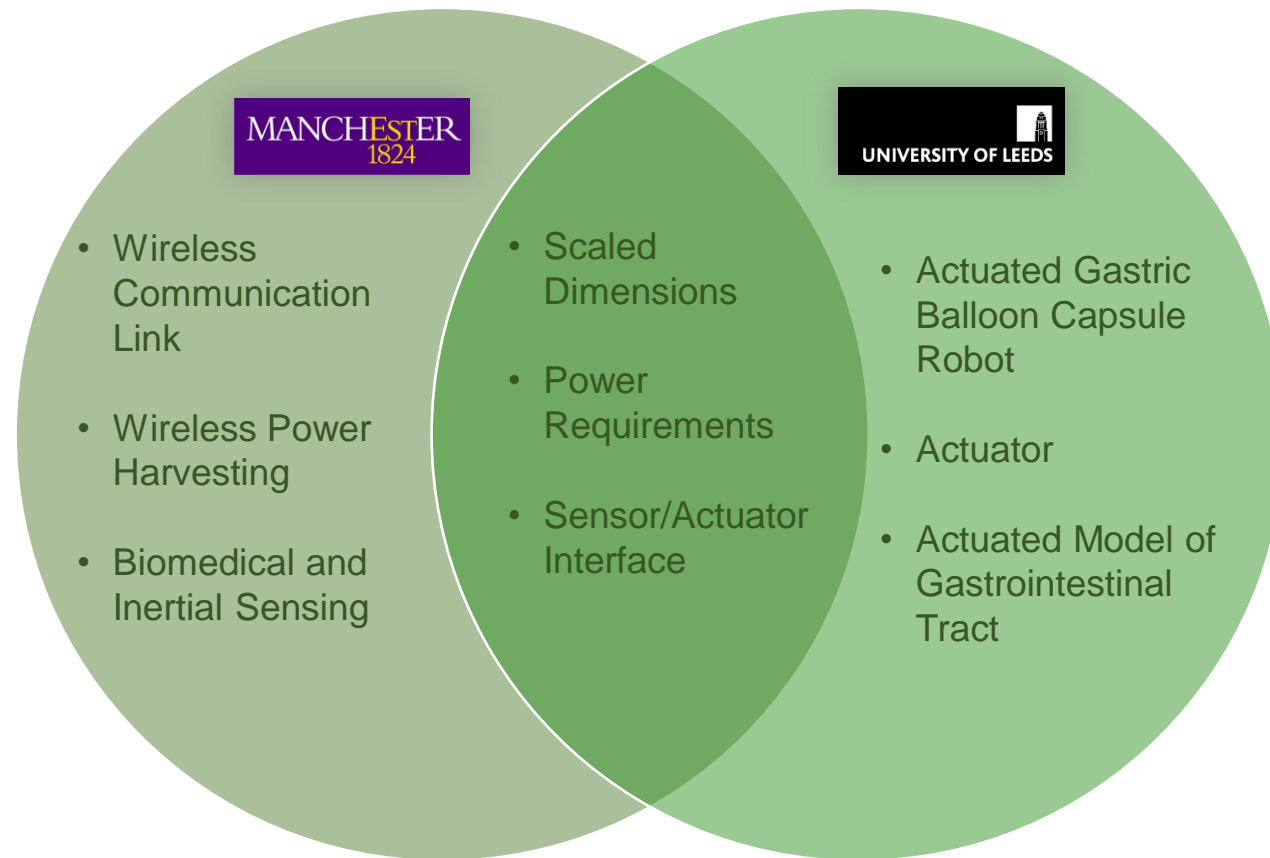 MANCHESTER
1824
• Wireless
Communication
Link
• Wireless Power
Harvesting
• Biomedical and
Inertial Sensing
• Scaled
Dimensions
• Power
Requirements
• Sensor/Actuator
Interface
UNIVERSITY OF LEEDS
• Actuated Gastric
Balloon Capsule
Robot
• Actuator
• Actuated Model of
Gastrointestinal
Tract